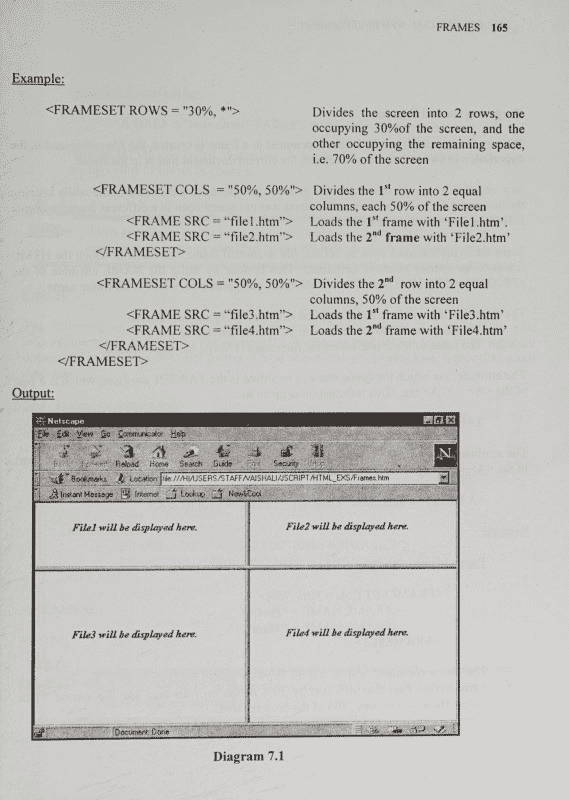 FRAMES 165
Example:
<FRAMESET ROWS = "30%, *"> Divides the screen into 2 rows, one
occupying 30%of the screen, and the
other occupying the remaining space,
i.e. 70% of the screen
<FRAMESET COLS = "50%, 50%"> Divides the 1st row into 2 equal
columns, each 50% of the screen
<FRAME SRC = “file1.htm”> Loads the 1st frame with ‘File1.htm’.
<FRAME SRC = “file2.htm”> Loads the 2nd frame with ‘File2.htm’
</FRAMESET>
<FRAMESET COLS = "50%, 50%"> Divides the 2nd row into 2 equal
columns, 50% of the screen
<FRAME SRC = “file3.htm”> Loads the 1st frame with ‘File3.htm’
<FRAME SRC = “file4.htm”> Loads the 2nd frame with ‘File4.htm’
</FRAMESET>
</FRAMESET>
Output:
Netscape
File Edit View Go Communicator Help
Reload Home Search Guide Security
Bookmarks Location: file:///H|/USERS/STAFF/VAISHALI/JSCRIPT/HTML_EXS/Frames.htm
Instant Message Internet Lookup New&Cool
File1 will be displayed here. File2 will be displayed here.
File3 will be displayed here. File4 will be displayed here.
Document: Done
Diagram 7.1